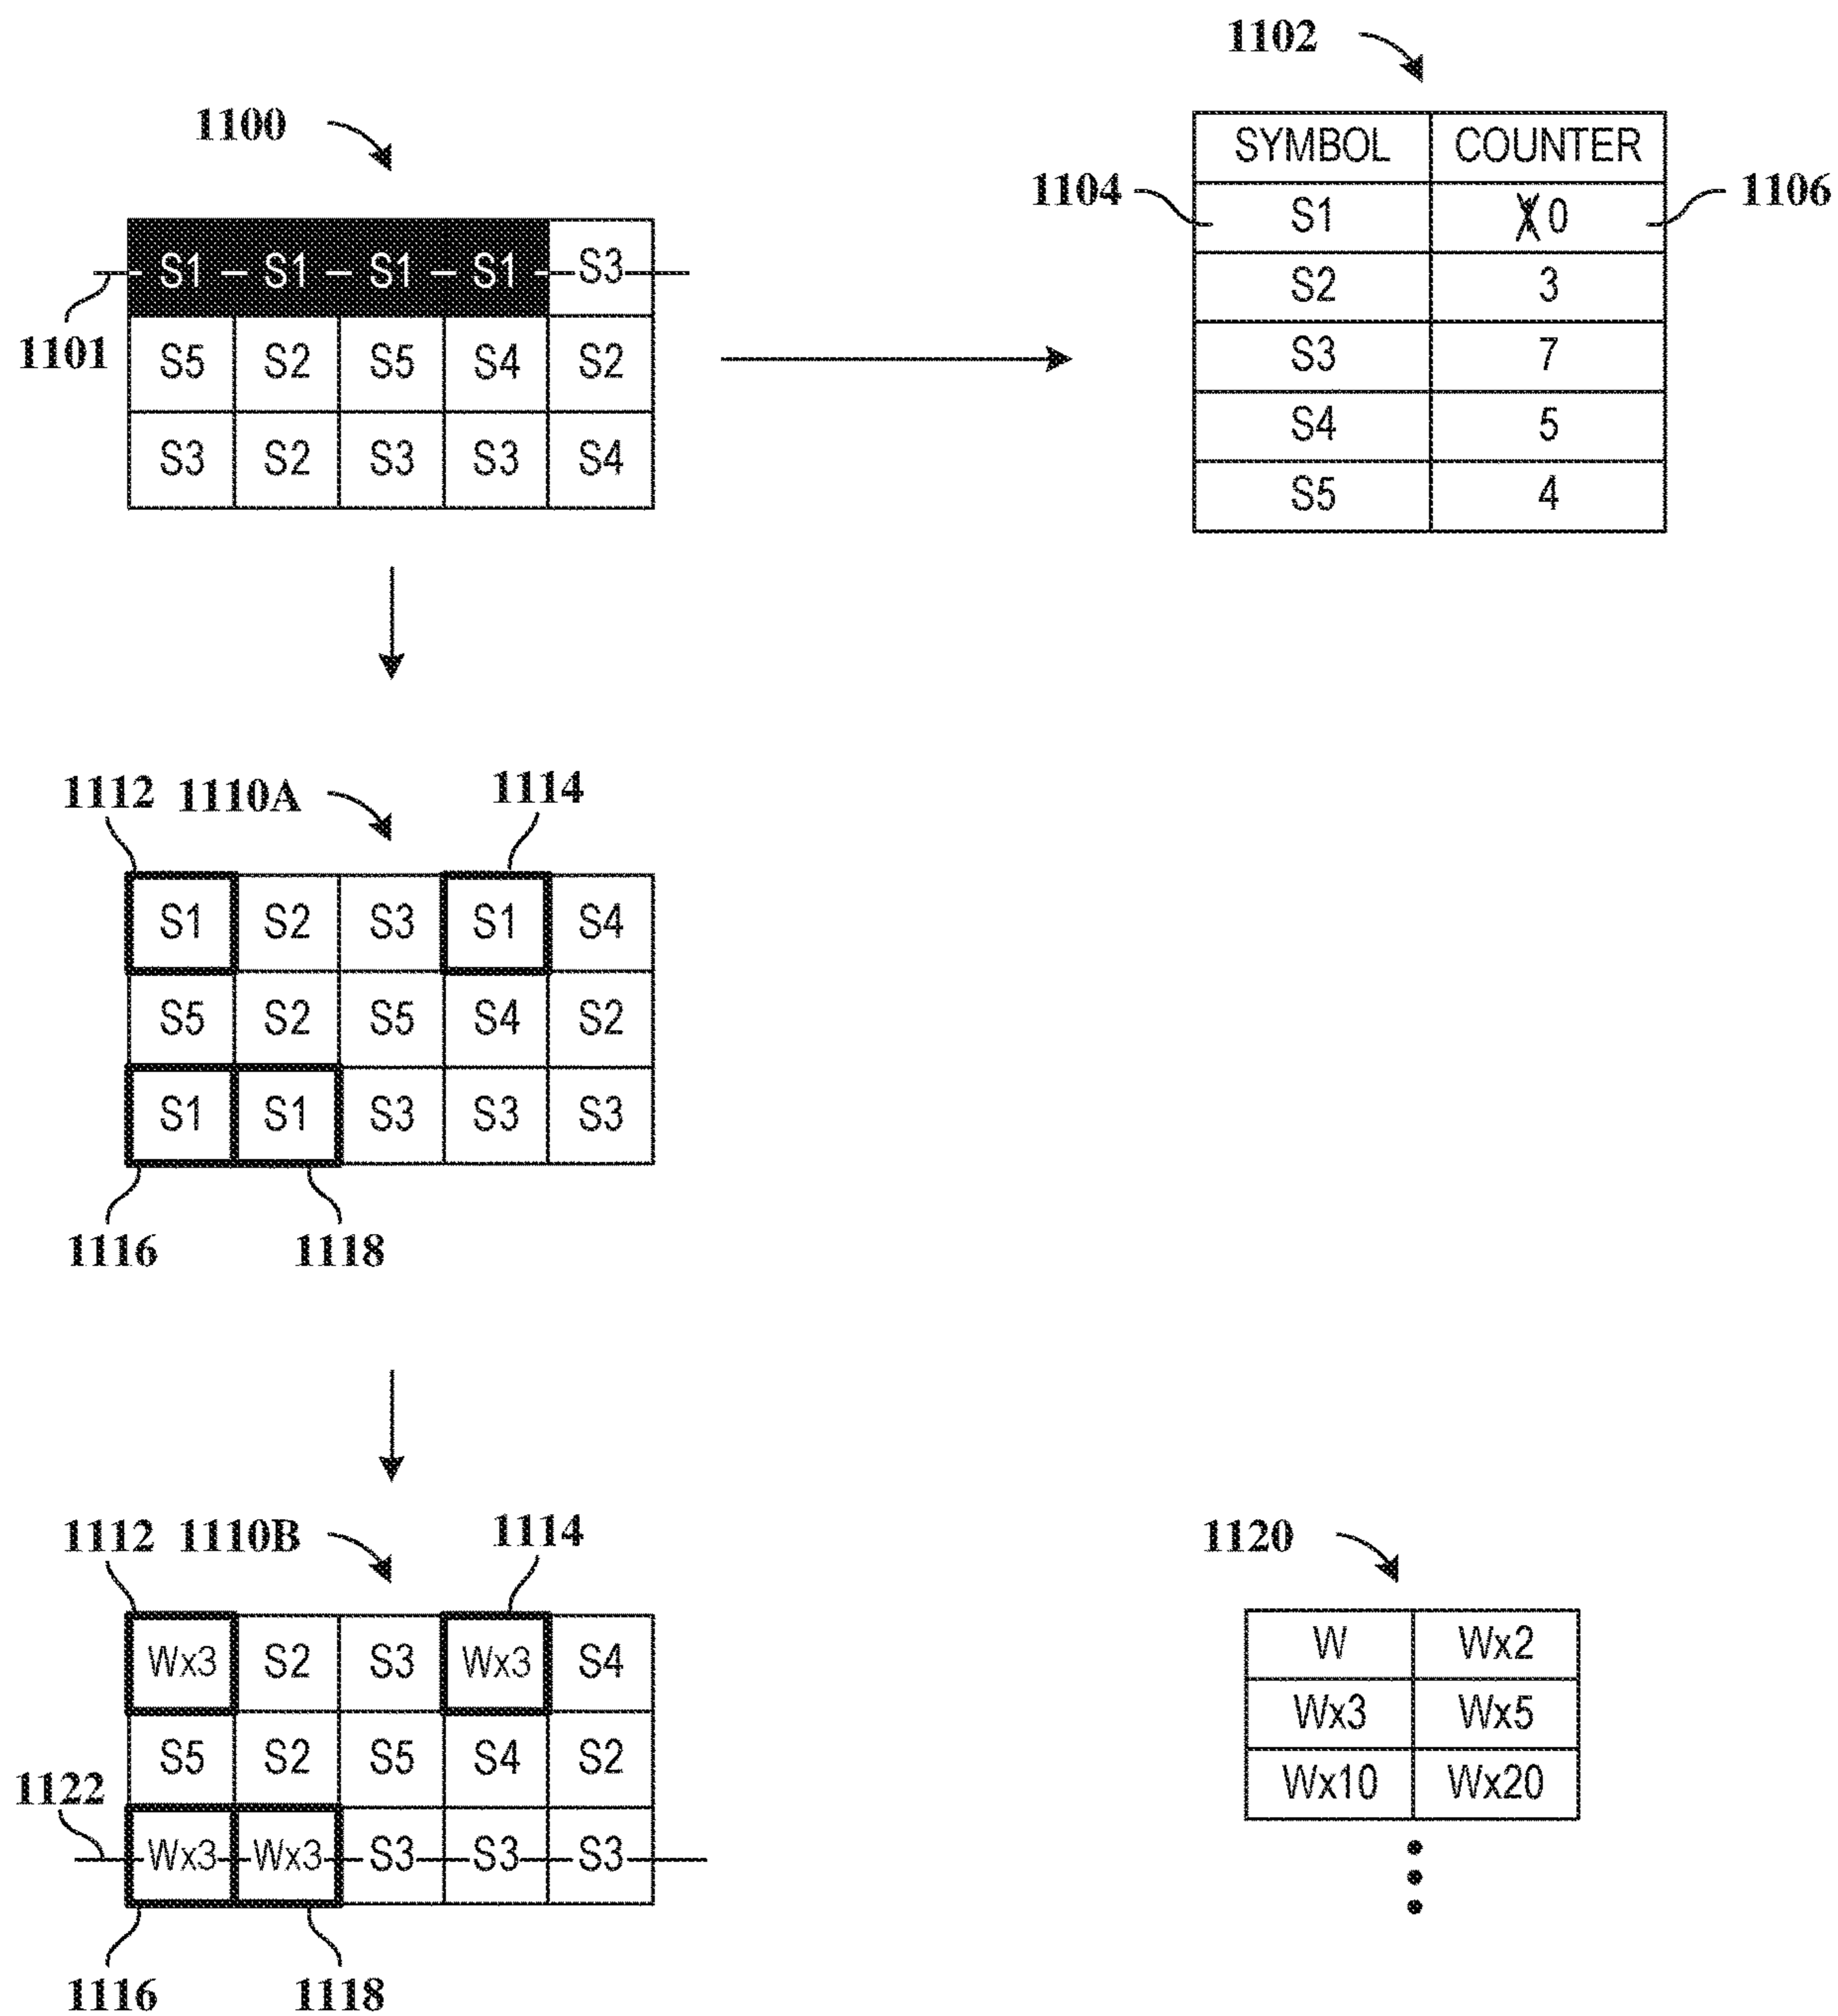 1102
1100
SYMBOL COUNTER
1104 S1 0 1106
S1 S1 S1 S1 S3
S2 3
1101
S5 S2 S5 S4 S2
S3 7
S4 5
S3 S2 S3 S3 S4
S5 4
1112 1110A 1114
S1 S2 S3 S1 S4
S5 S2 S5 S4 S2
S1 S1 S3 S3 S3
1116 1118
1112 1110B 1114
1120
Wx3 S2 S3 Wx3 S4
W Wx2
Wx3 Wx5
S5 S2 S5 S4 S2
Wx10 Wx20
1122
Wx3 Wx3 S3 S3 S3
1116 1118